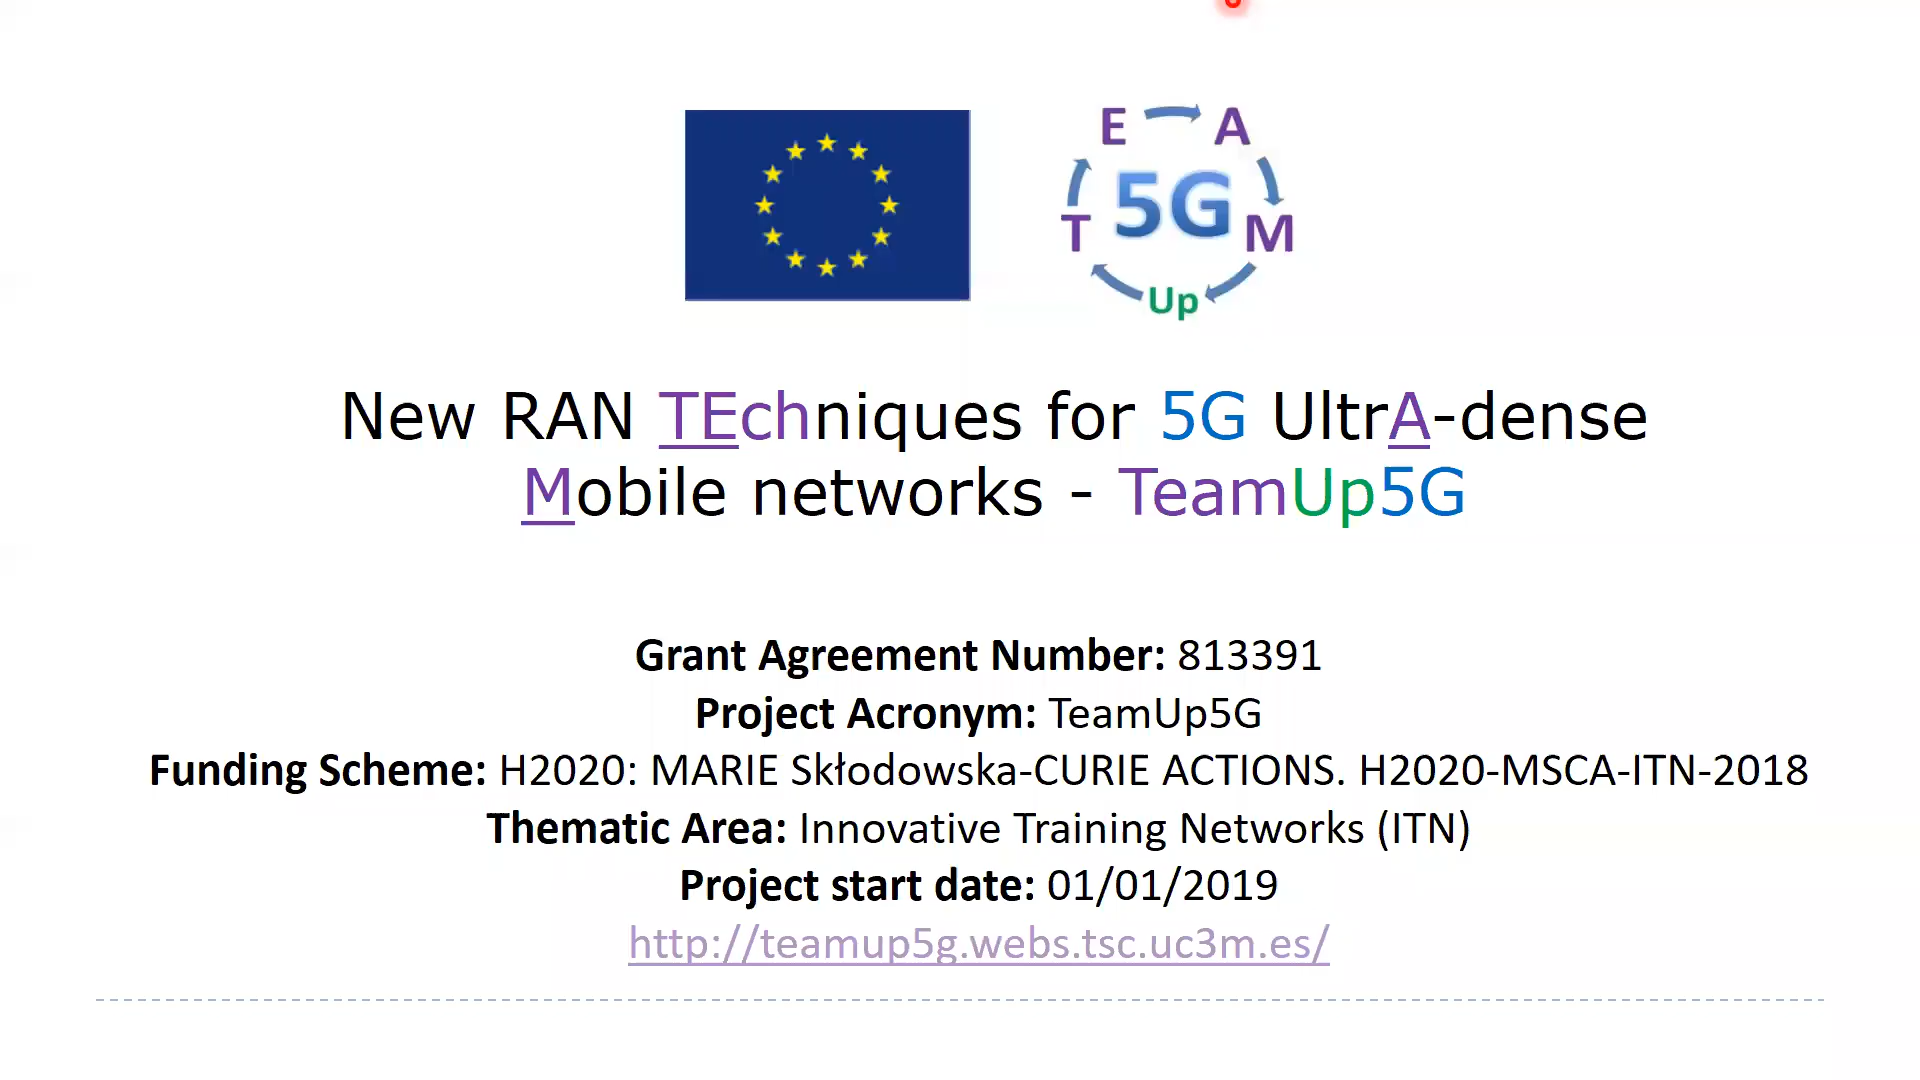 E A
5G
T M
Up
New RAN TEchniques for 5G UltrA-dense
Mobile networks - TeamUp5G
Grant Agreement Number: 813391
Project Acronym: TeamUp5G
Funding Scheme: H2020: MARIE Skłodowska-CURIE ACTIONS. H2020-MSCA-ITN-2018
Thematic Area: Innovative Training Networks (ITN)
Project start date: 01/01/2019
http://teamup5g.webs.tsc.uc3m.es/